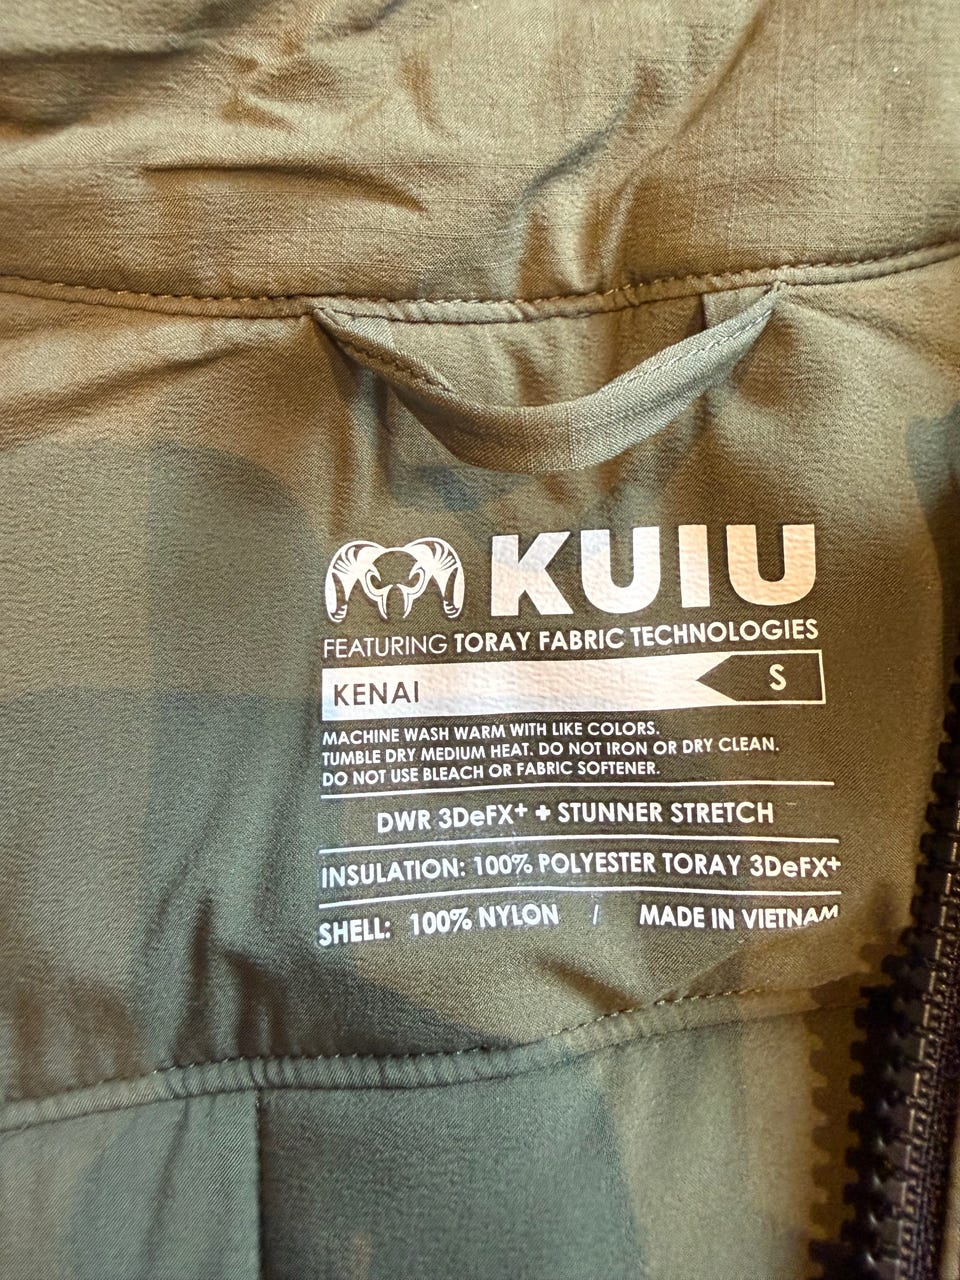 KUIU
FEATURING TORAY FABRIC TECHNOLOGIES
KENAI S
MACHINE WASH WARM WITH LIKE COLORS.
TUMBLE DRY MEDIUM HEAT. DO NOT IRON OR DRY CLEAN.
DO NOT USE BLEACH OR FABRIC SOFTENER.
DWR 3DeFX+ + STUNNER STRETCH
INSULATION: 100% POLYESTER TORAY 3DeFX+
SHELL: 100% NYLON / MADE IN VIETNAM